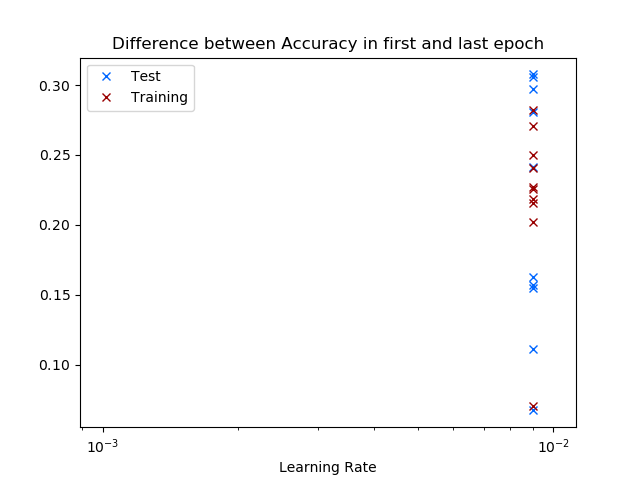 Difference between Accuracy in first and last epoch
Test
Training
0.30
0.25
0.20
0.15
0.10
10⁻³
10⁻²
Learning Rate